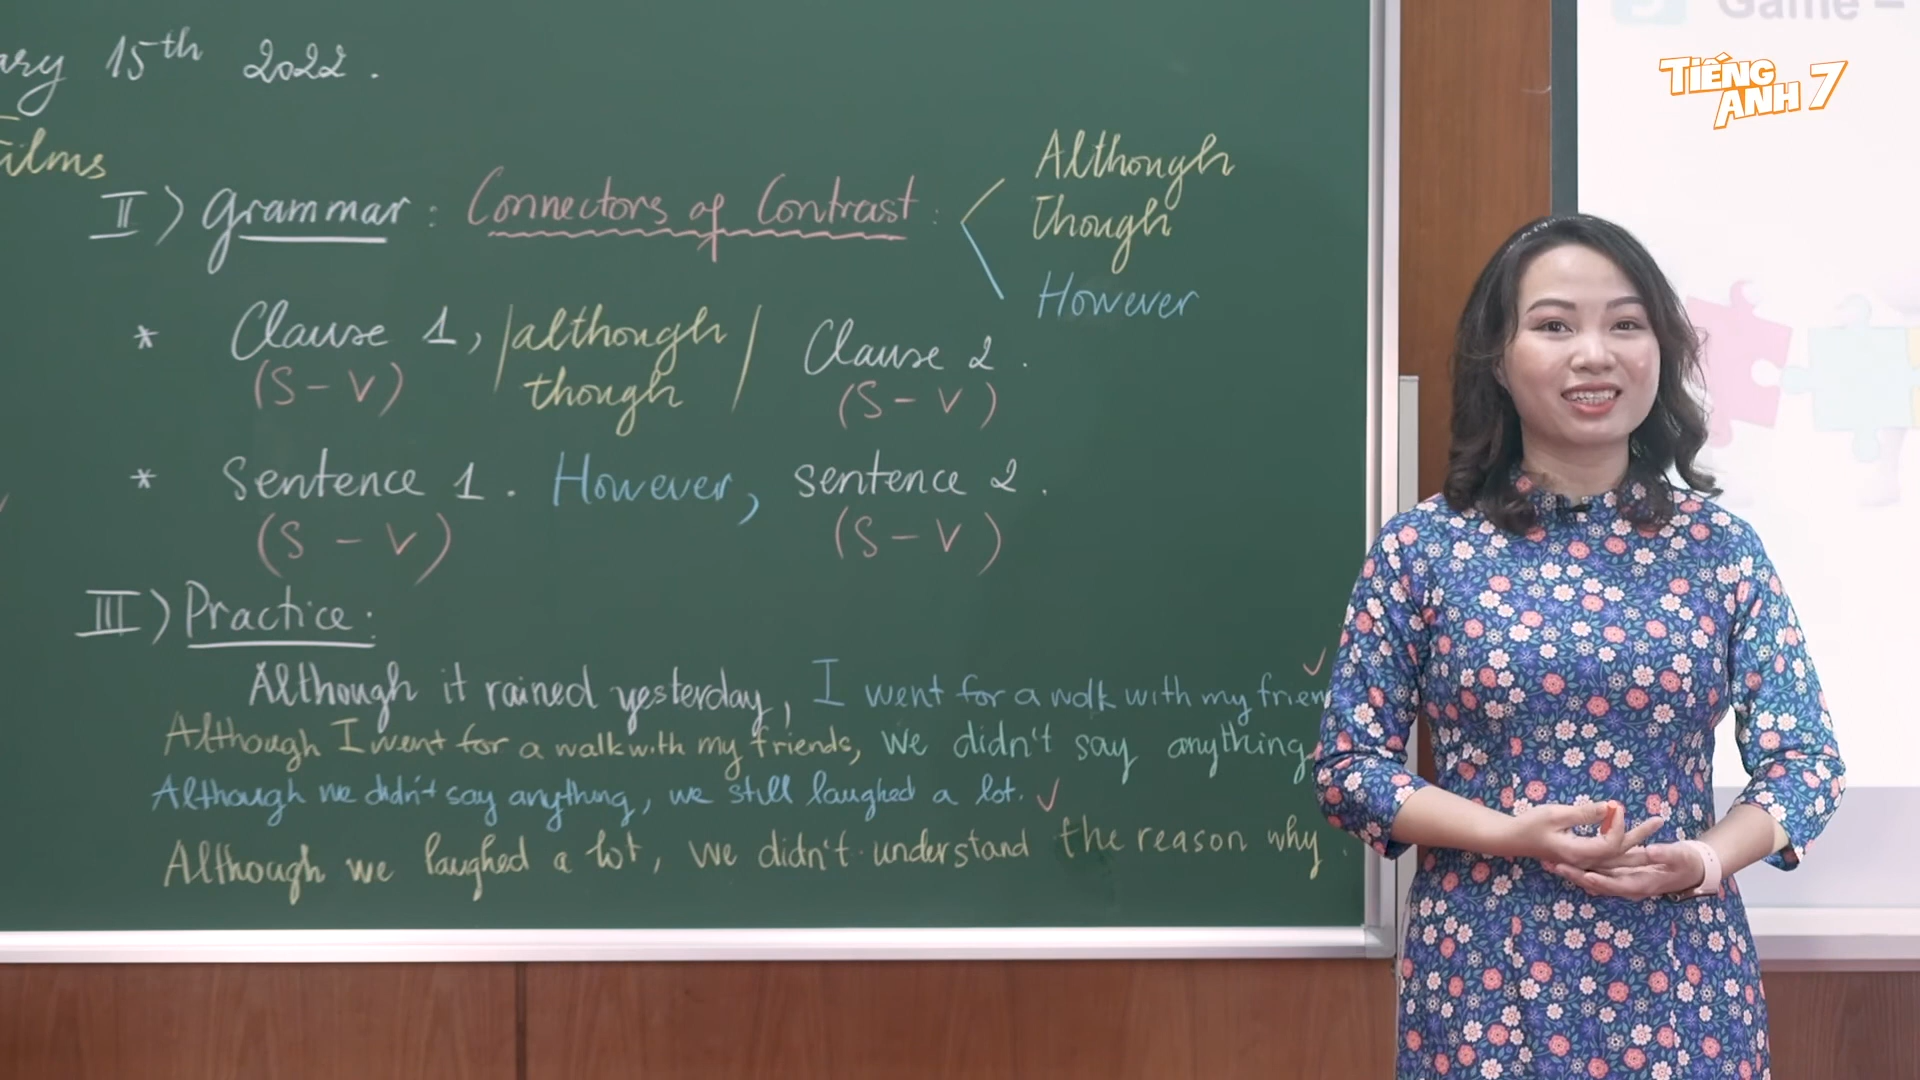 15th 2022.
Films
II) Grammar: Connectors of Contrast:
Although
Though
However
* Clause 1, / although / Clause 2.
though
(S - V) (S - V)
* Sentence 1. However, sentence 2.
(S - V) (S - V)
III) Practice:
Although it rained yesterday, I went for a walk with my frien
Although I went for a walk with my friends, we didn't say anything
Although we didn't say anything, we still laughed a lot. ✓
Although we laughed a lot, we didn't understand the reason why.
Game –
TIẾNG
ANH 7